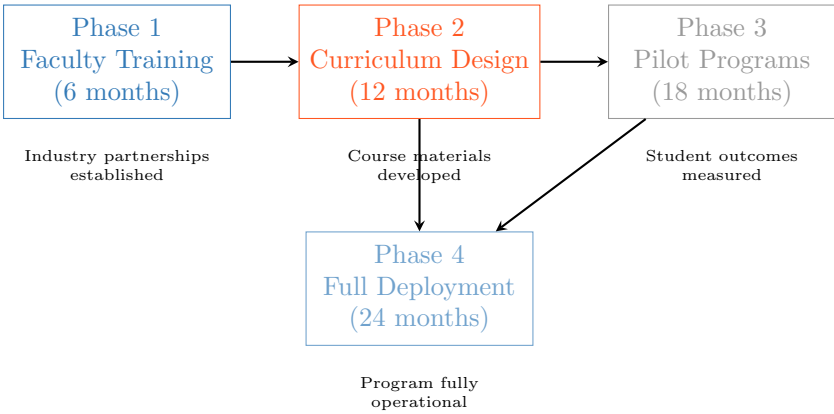 Phase 1
Faculty Training
(6 months)
Phase 2
Curriculum Design
(12 months)
Phase 3
Pilot Programs
(18 months)
Industry partnerships
established
Course materials
developed
Student outcomes
measured
Phase 4
Full Deployment
(24 months)
Program fully
operational